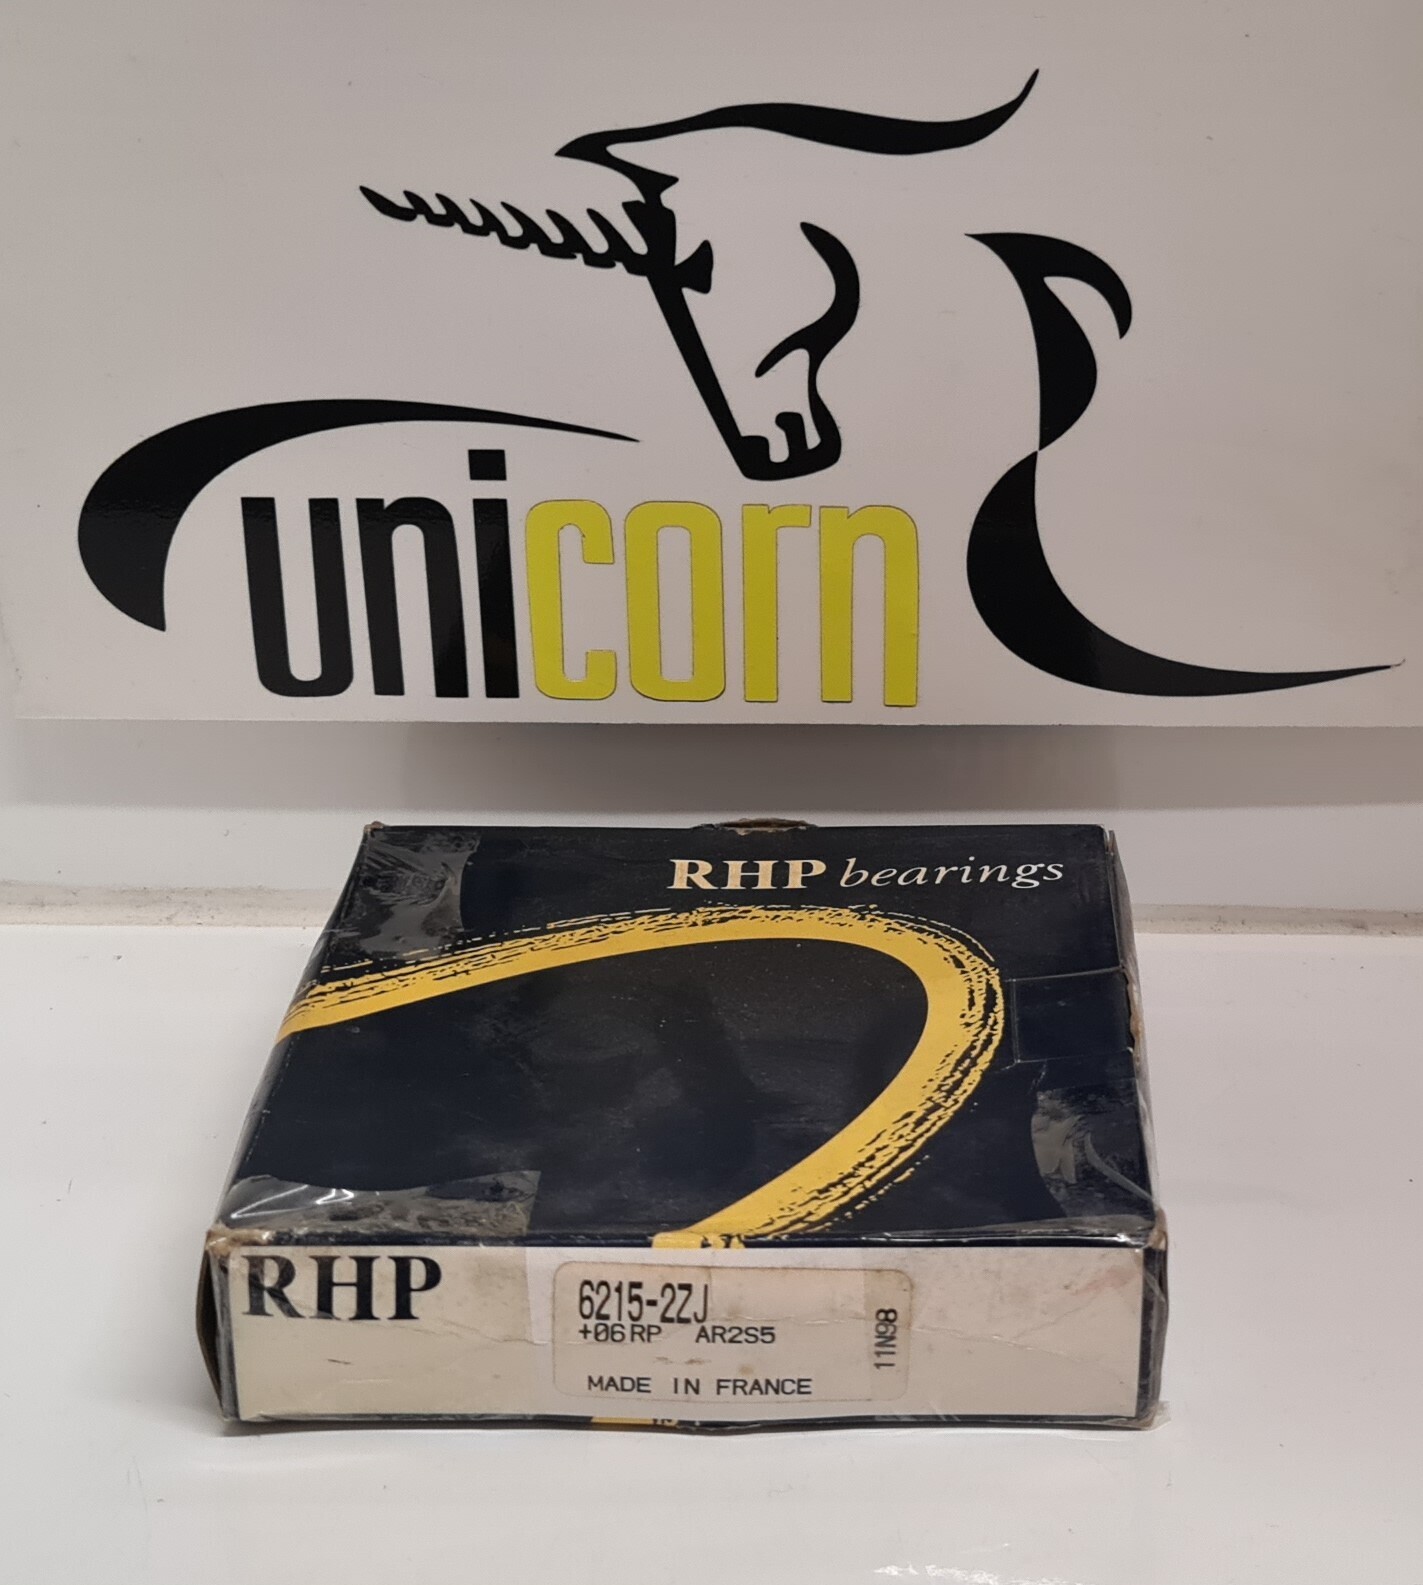 unicorn
RHP bearings
RHP
6215-2ZJ
+06RP AR2S5
MADE IN FRANCE
11N98